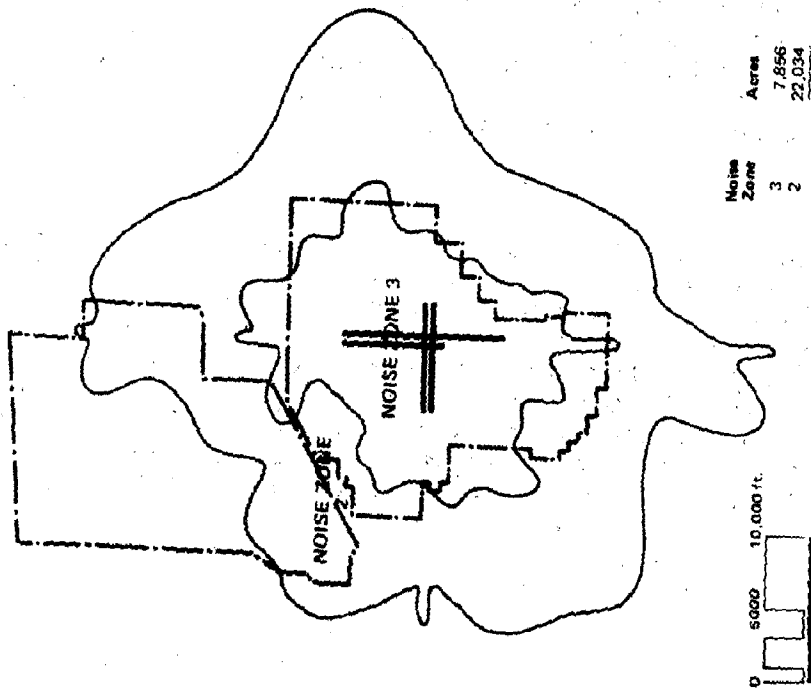 NOISE ZONE 3
NOISE ZONE
2
Noise
Zone
Acres
3 7,856
2 22,034
0 5000 10,000 ft.